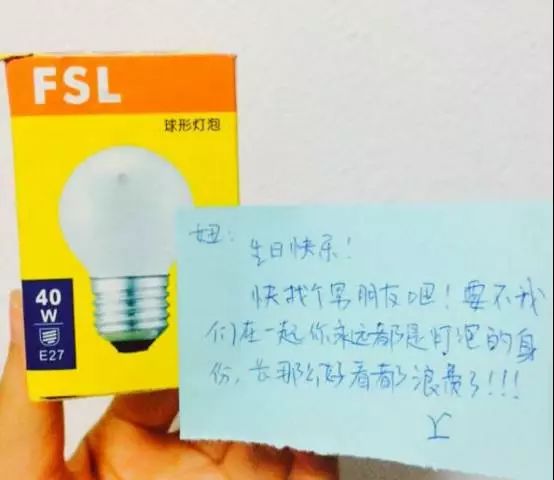 FSL
球形灯泡
40
W
E27
妞:
生日快乐!
快找个男朋友吧!要不我
们在一起你永远都是灯泡的身
份,长那么好看都浪费了!!!